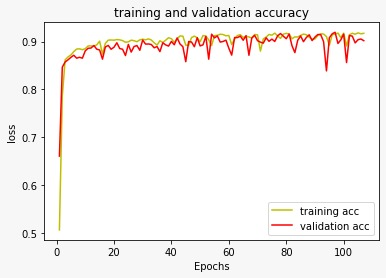 training and validation accuracy
0.9
0.8
0.7
0.6
0.5
loss
0
20
40
60
80
100
Epochs
training acc
validation acc